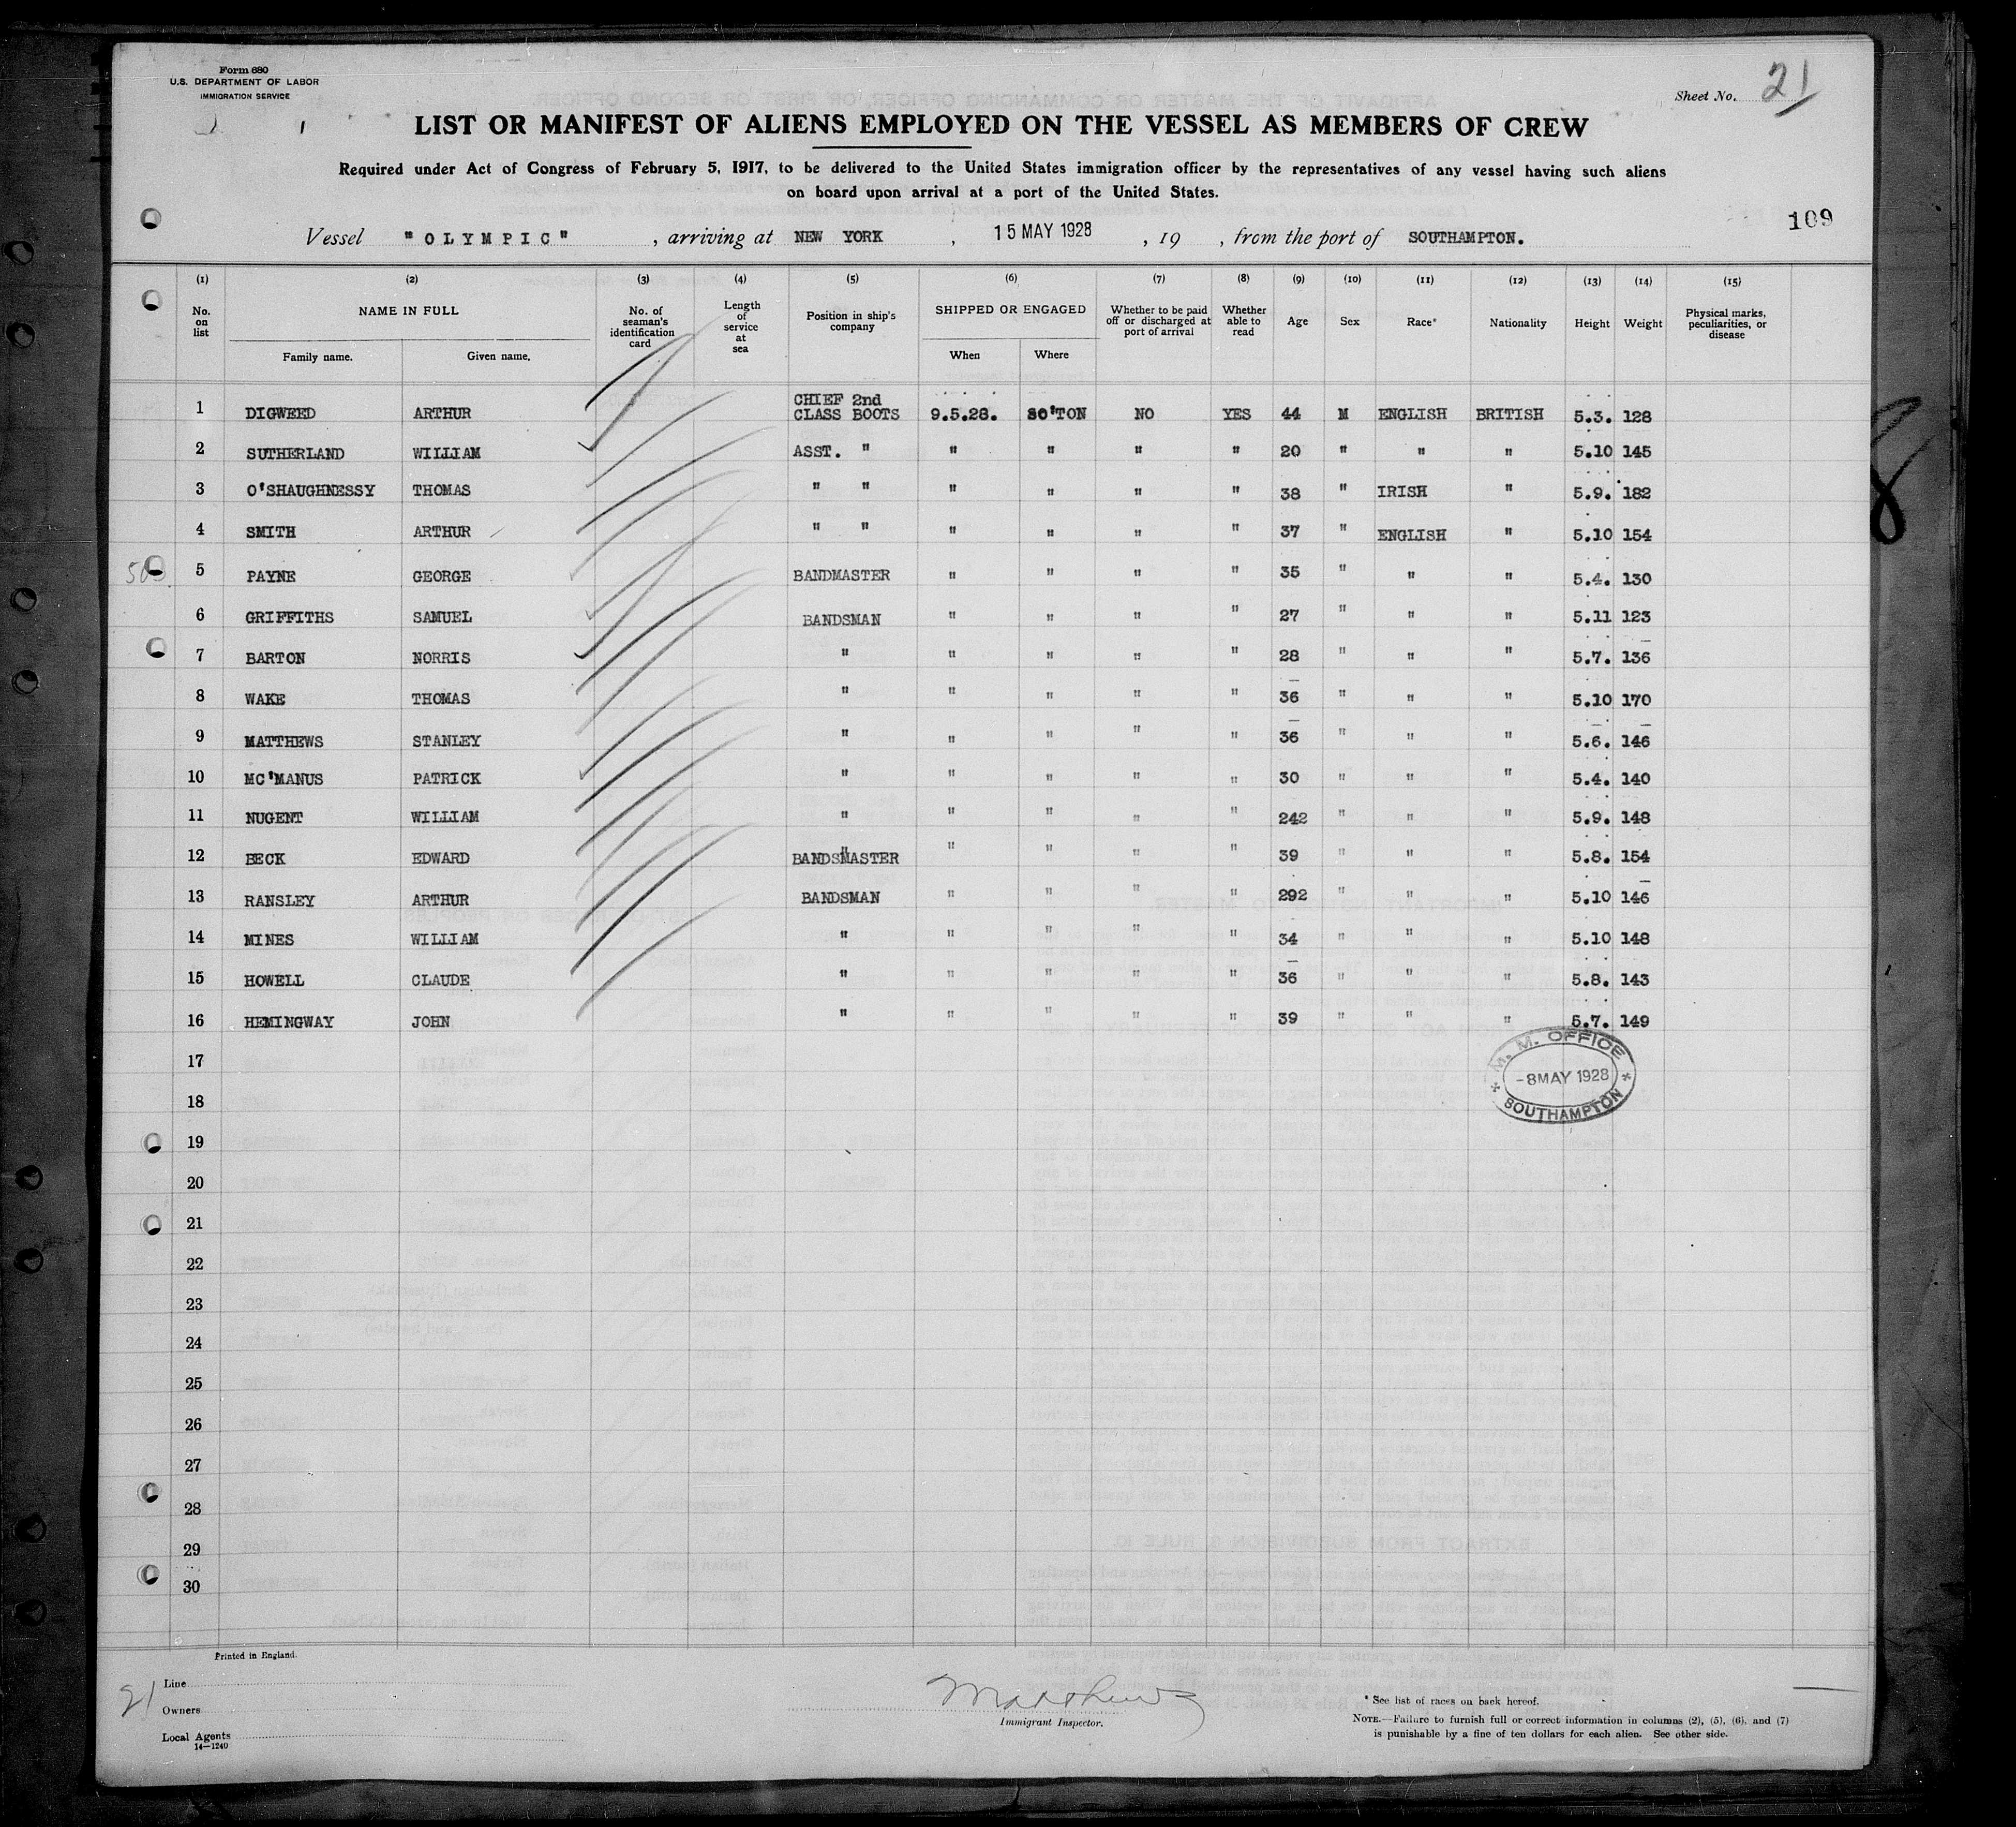 Form 680
U.S. DEPARTMENT OF LABOR
IMMIGRATION SERVICE
Sheet No. 21
LIST OR MANIFEST OF ALIENS EMPLOYED ON THE VESSEL AS MEMBERS OF CREW
Required under Act of Congress of February 5, 1917, to be delivered to the United States immigration officer by the representatives of any vessel having such aliens
on board upon arrival at a port of the United States.
109
Vessel "OLYMPIC", arriving at NEW YORK, 15 MAY 1928, 19 , from the port of SOUTHAMPTON.
(1) (2) (3) (4) (5) (6) (7) (8) (9) (10) (11) (12) (13) (14) (15)
No. on list NAME IN FULL No. of seaman's identification card Length of service at sea Position in ship's company SHIPPED OR ENGAGED Whether to be paid off or discharged at port of arrival Whether able to read Age Sex Race* Nationality Height Weight Physical marks, peculiarities, or disease
Family name. Given name. When Where
1 DIGWEED ARTHUR CHIEF 2nd CLASS BOOTS 9.5.28. SO'TON NO YES 44 M ENGLISH BRITISH 5.3. 128
2 SUTHERLAND WILLIAM ASST. " " " " " 20 " " " 5.10 145
3 O'SHAUGHNESSY THOMAS " " " " " " 38 " IRISH " 5.9. 182
4 SMITH ARTHUR " " " " " " 37 " ENGLISH " 5.10 154
5 PAYNE GEORGE BANDMASTER " " " " 35 " " " 5.4. 130
6 GRIFFITHS SAMUEL BANDSMAN " " " " 27 " " " 5.11 123
7 BARTON NORRIS " " " " " 28 " " " 5.7. 136
8 WAKE THOMAS " " " " " 36 " " " 5.10 170
9 MATTHEWS STANLEY " " " " " 36 " " " 5.6. 146
10 MC'MANUS PATRICK " " " " " 30 " " " 5.4. 140
11 NUGENT WILLIAM " " " " " 242 " " " 5.9. 148
12 BECK EDWARD BANDSMASTER " " " " 39 " " " 5.8. 154
13 RANSLEY ARTHUR BANDSMAN " " " " 292 " " " 5.10 146
14 MINES WILLIAM " " " " " 34 " " " 5.10 148
15 HOWELL CLAUDE " " " " " 36 " " " 5.8. 143
16 HEMINGWAY JOHN " " " " " 39 " " " 5.7. 149
17
M. M. OFFICE
-8 MAY 1928
SOUTHAMPTON
18
19
20
21
22
23
24
25
26
27
28
29
30
Printed in England.
21
Line
Owners
Local Agents
14-1240
Matthews
Immigrant Inspector.
* See list of races on back hereof.
NOTE.—Failure to furnish full or correct information in columns (2), (5), (6), and (7)
is punishable by a fine of ten dollars for each alien. See other side.
8